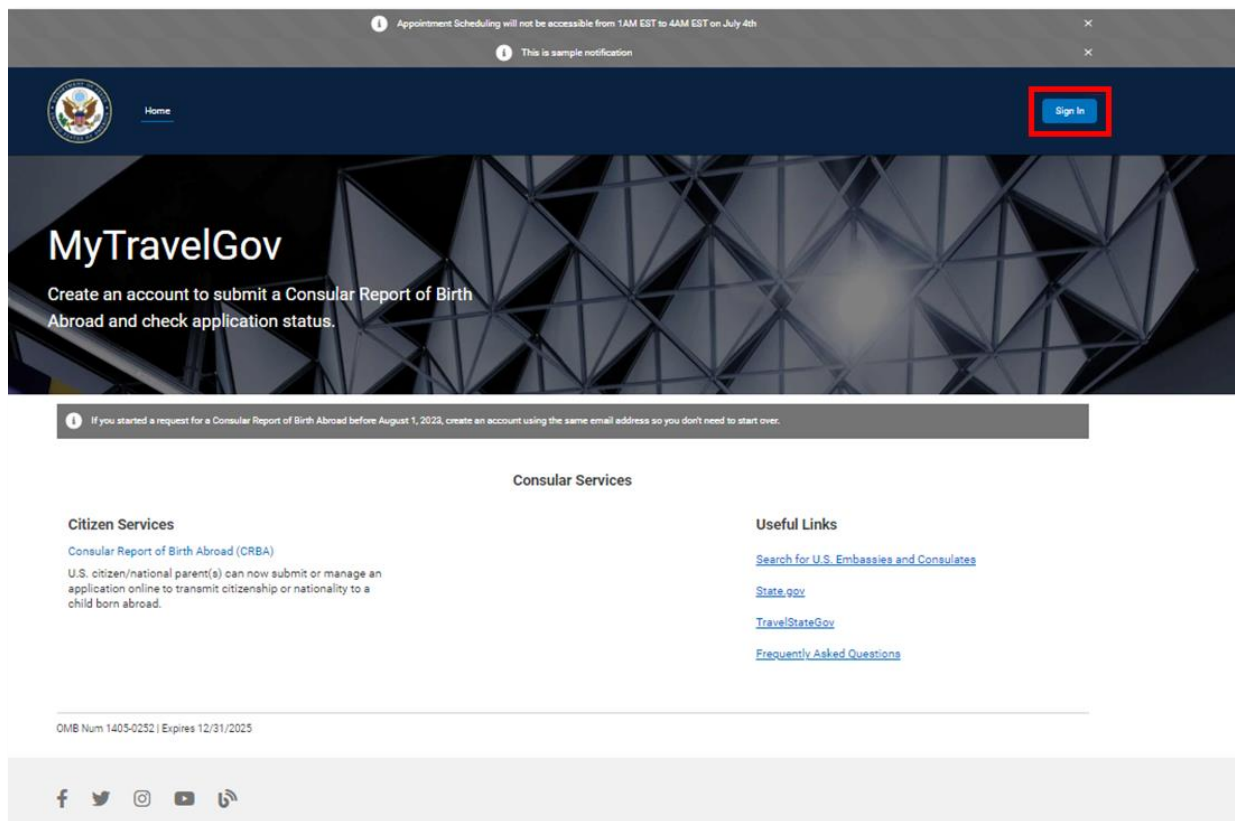 Appointment Scheduling will not be accessible from 1AM EST to 4AM EST on July 4th
This is sample notification
Home
Sign In
MyTravelGov
Create an account to submit a Consular Report of Birth
Abroad and check application status.
If you started a request for a Consular Report of Birth Abroad before August 1, 2023, create an account using the same email address so you don't need to start over.
Consular Services
Citizen Services
Consular Report of Birth Abroad (CRBA)
U.S. citizen/national parent(s) can now submit or manage an
application online to transmit citizenship or nationality to a
child born abroad.
Useful Links
Search for U.S. Embassies and Consulates
State.gov
TravelStateGov
Frequently Asked Questions
OMB Num 1405-0252 | Expires 12/31/2025